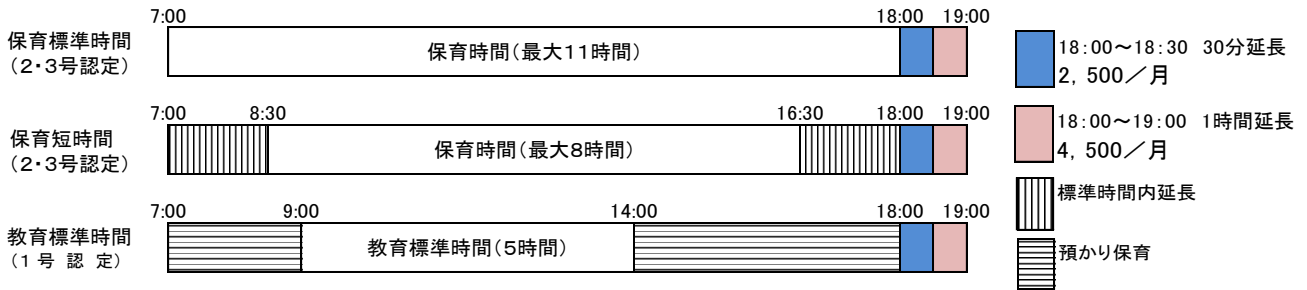 7:00 18:00 19:00
保育標準時間
(2・3号認定)
保育時間(最大11時間)
18:00～18:30 30分延長
2，500／月
7:00 8:30 16:30 18:00 19:00
保育短時間
(2・3号認定)
保育時間(最大8時間)
18:00～19:00 1時間延長
4，500／月
標準時間内延長
7:00 9:00 14:00 18:00 19:00
教育標準時間
(1 号 認 定)
教育標準時間(5時間)
預かり保育